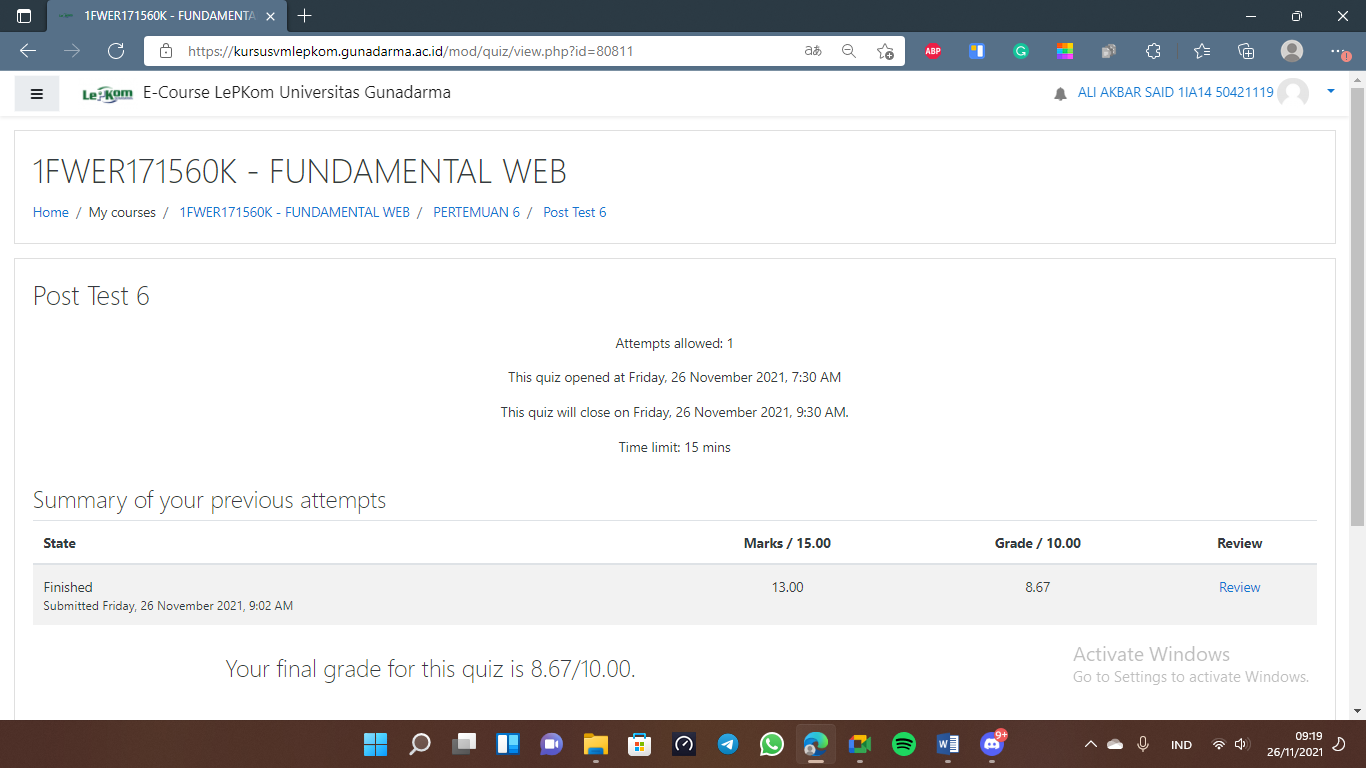 1FWER171560K - FUNDAMENTA
https://kursusvmlepkom.gunadarma.ac.id/mod/quiz/view.php?id=80811
LePKom E-Course LePKom Universitas Gunadarma
ALI AKBAR SAID 1IA14 50421119
1FWER171560K - FUNDAMENTAL WEB
Home / My courses / 1FWER171560K - FUNDAMENTAL WEB / PERTEMUAN 6 / Post Test 6
Post Test 6
Attempts allowed: 1
This quiz opened at Friday, 26 November 2021, 7:30 AM
This quiz will close on Friday, 26 November 2021, 9:30 AM.
Time limit: 15 mins
Summary of your previous attempts
State Marks / 15.00 Grade / 10.00 Review
Finished 13.00 8.67 Review
Submitted Friday, 26 November 2021, 9:02 AM
Your final grade for this quiz is 8.67/10.00.
Activate Windows
Go to Settings to activate Windows.
9+
IND
09:19
26/11/2021